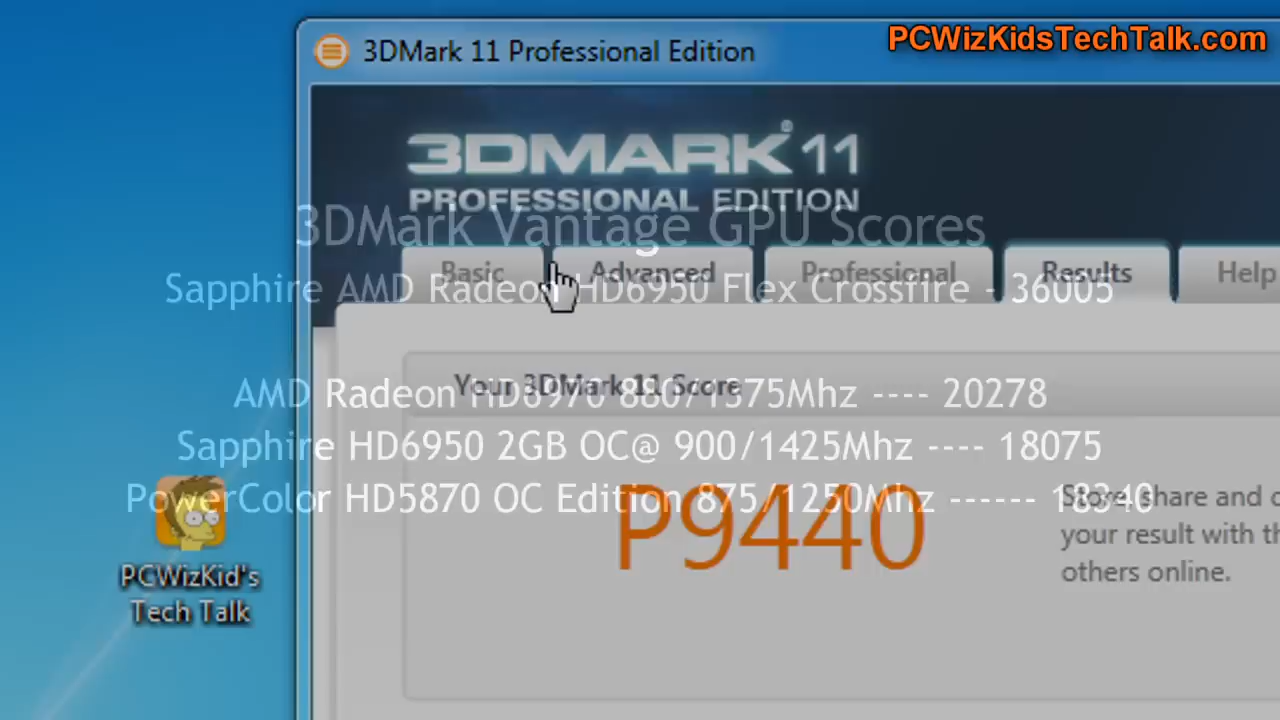 PCWizKidsTechTalk.com
3DMark 11 Professional Edition
3DMARK® 11
PROFESSIONAL EDITION
3DMark Vantage GPU Scores
Basic Advanced Professional Results Help
Sapphire AMD Radeon HD6950 Flex Crossfire - 36005
Your 3DMark 11 Score
AMD Radeon HD6970 880/1375Mhz ---- 20278
Sapphire HD6950 2GB OC@ 900/1425Mhz ---- 18075
PowerColor HD5870 OC Edition 875/1250Mhz ------ 18340
P9440
Store, share and
your result with
others online.
PCWizKid's
Tech Talk